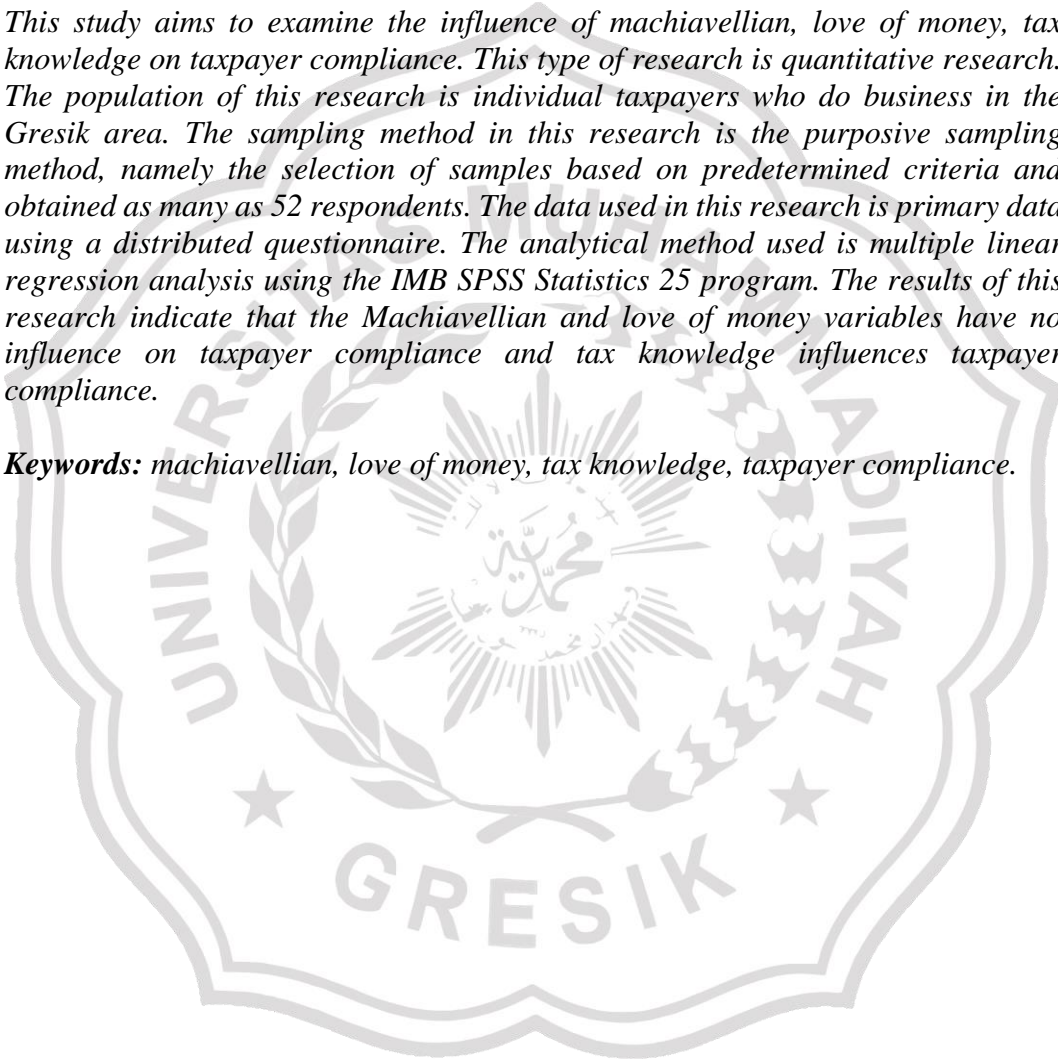 This study aims to examine the influence of machiavellian, love of money, tax
knowledge on taxpayer compliance. This type of research is quantitative research.
The population of this research is individual taxpayers who do business in the
Gresik area. The sampling method in this research is the purposive sampling
method, namely the selection of samples based on predetermined criteria and
obtained as many as 52 respondents. The data used in this research is primary data
using a distributed questionnaire. The analytical method used is multiple linear
regression analysis using the IMB SPSS Statistics 25 program. The results of this
research indicate that the Machiavellian and love of money variables have no
influence on taxpayer compliance and tax knowledge influences taxpayer
compliance.
Keywords: machiavellian, love of money, tax knowledge, taxpayer compliance.
UNIVERSITAS MUHAMMADIYAH
GRESIK